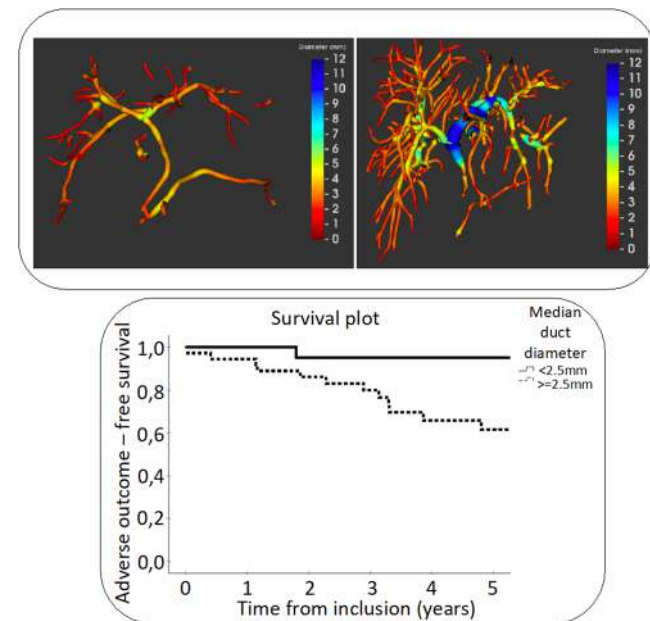 Diameter (mm)
12
11
10
9
8
7
6
5
4
3
2
1
0
Diameter (mm)
12
11
10
9
8
7
6
5
4
3
2
1
0
Survival plot
Median
duct
diameter
<2.5mm
>=2.5mm
Adverse outcome – free survival
1,0
0,8
0,6
0,4
0,2
0,0
0 1 2 3 4 5
Time from inclusion (years)